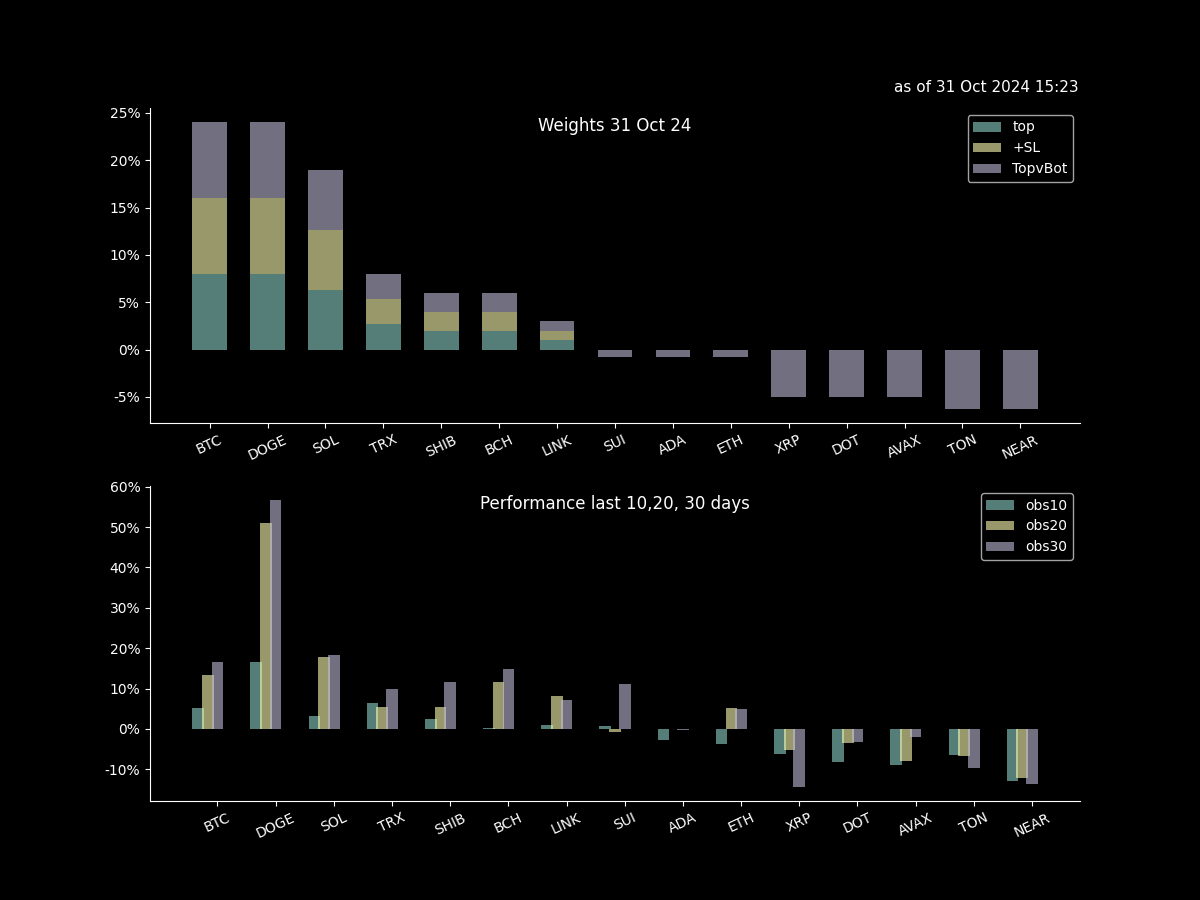 as of 31 Oct 2024 15:23
Weights 31 Oct 24
top
+SL
TopvBot
25%
20%
15%
10%
5%
0%
-5%
BTC DOGE SOL TRX SHIB BCH LINK SUI ADA ETH XRP DOT AVAX TON NEAR
Performance last 10,20, 30 days
obs10
obs20
obs30
60%
50%
40%
30%
20%
10%
0%
-10%
BTC DOGE SOL TRX SHIB BCH LINK SUI ADA ETH XRP DOT AVAX TON NEAR